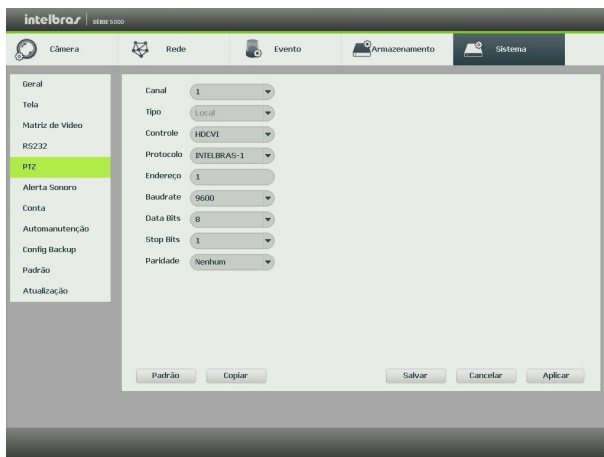 intelbras | SÉRIE 5000
Câmera Rede Evento Armazenamento Sistema
Geral
Tela
Matriz de Vídeo
RS232
PTZ
Alerta Sonoro
Conta
Automanutenção
Config Backup
Padrão
Atualização
Canal 1
Tipo Local
Controle HDCVI
Protocolo INTELBRAS-1
Endereço 1
Baudrate 9600
Data Bits 8
Stop Bits 1
Paridade Nenhum
Padrão Copiar Salvar Cancelar Aplicar